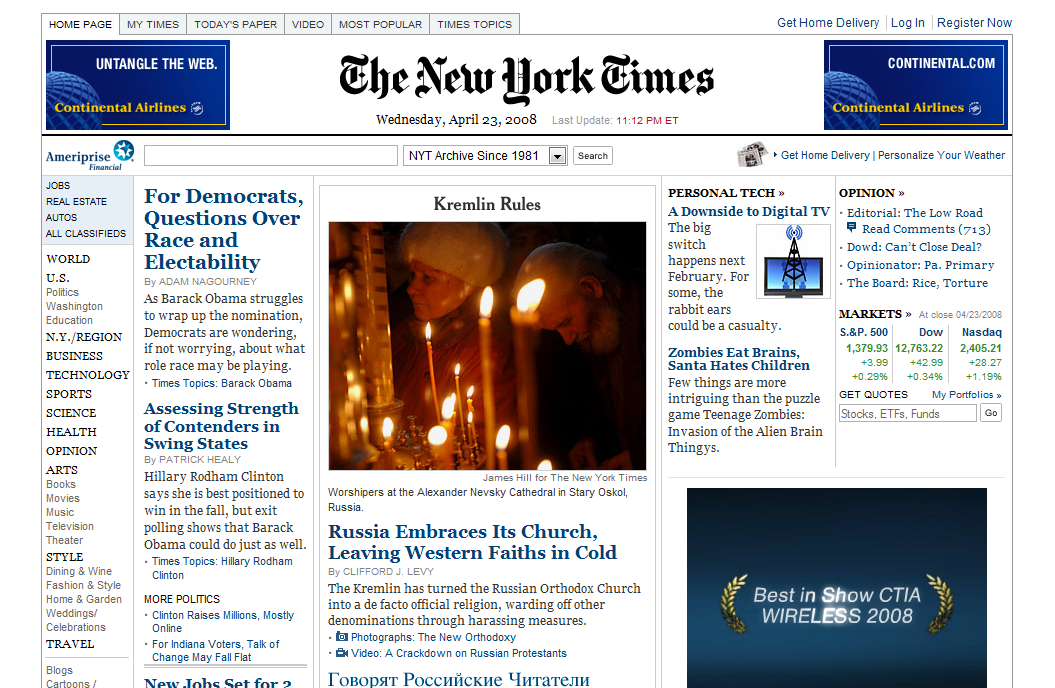 HOME PAGE
MY TIMES
TODAY'S PAPER
VIDEO
MOST POPULAR
TIMES TOPICS
Get Home Delivery
Log In
Register Now
UNTANGLE THE WEB.
Continental Airlines
The New York Times
Wednesday, April 23, 2008 Last Update: 11:12 PM ET
CONTINENTAL.COM
Continental Airlines
Ameriprise
Financial
NYT Archive Since 1981
Search
Get Home Delivery | Personalize Your Weather
JOBS
REAL ESTATE
AUTOS
ALL CLASSIFIEDS
WORLD
U.S.
Politics
Washington
Education
N.Y./REGION
BUSINESS
TECHNOLOGY
SPORTS
SCIENCE
HEALTH
OPINION
ARTS
Books
Movies
Music
Television
Theater
STYLE
Dining & Wine
Fashion & Style
Home & Garden
Weddings/
Celebrations
TRAVEL
Blogs
Cartoons /
For Democrats,
Questions Over
Race and
Electability
By ADAM NAGOURNEY
As Barack Obama struggles
to wrap up the nomination,
Democrats are wondering,
if not worrying, about what
role race may be playing.
• Times Topics: Barack Obama
Assessing Strength
of Contenders in
Swing States
By PATRICK HEALY
Hillary Rodham Clinton
says she is best positioned to
win in the fall, but exit
polling shows that Barack
Obama could do just as well.
• Times Topics: Hillary Rodham
Clinton
MORE POLITICS
• Clinton Raises Millions, Mostly
Online
• For Indiana Voters, Talk of
Change May Fall Flat
New Jobs Set for 2
Kremlin Rules
James Hill for The New York Times
Worshipers at the Alexander Nevsky Cathedral in Stary Oskol,
Russia.
Russia Embraces Its Church,
Leaving Western Faiths in Cold
By CLIFFORD J. LEVY
The Kremlin has turned the Russian Orthodox Church
into a de facto official religion, warding off other
denominations through harassing measures.
• Photographs: The New Orthodoxy
• Video: A Crackdown on Russian Protestants
Говорят Российские Читатели
PERSONAL TECH »
A Downside to Digital TV
The big
switch
happens next
February. For
some, the
rabbit ears
could be a casualty.
Zombies Eat Brains,
Santa Hates Children
Few things are more
intriguing than the puzzle
game Teenage Zombies:
Invasion of the Alien Brain
Thingys.
OPINION »
• Editorial: The Low Road
Read Comments (713)
• Dowd: Can't Close Deal?
• Opinionator: Pa. Primary
• The Board: Rice, Torture
MARKETS » At close 04/23/2008
S.&P. 500 Dow Nasdaq
1,379.93 12,763.22 2,405.21
+3.99 +42.99 +28.27
+0.29% +0.34% +1.19%
GET QUOTES My Portfolios »
Stocks, ETFs, Funds Go
Best in Show CTIA
WIRELESS 2008